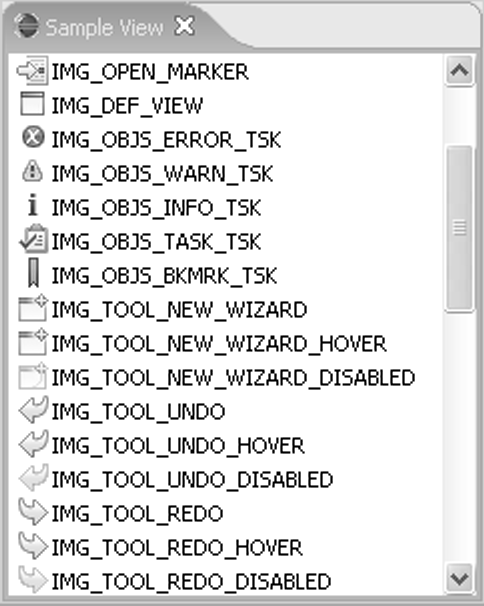 Sample View
IMG_OPEN_MARKER
IMG_DEF_VIEW
IMG_OBJS_ERROR_TSK
IMG_OBJS_WARN_TSK
IMG_OBJS_INFO_TSK
IMG_OBJS_TASK_TSK
IMG_OBJS_BKMRK_TSK
IMG_TOOL_NEW_WIZARD
IMG_TOOL_NEW_WIZARD_HOVER
IMG_TOOL_NEW_WIZARD_DISABLED
IMG_TOOL_UNDO
IMG_TOOL_UNDO_HOVER
IMG_TOOL_UNDO_DISABLED
IMG_TOOL_REDO
IMG_TOOL_REDO_HOVER
IMG_TOOL_REDO_DISABLED